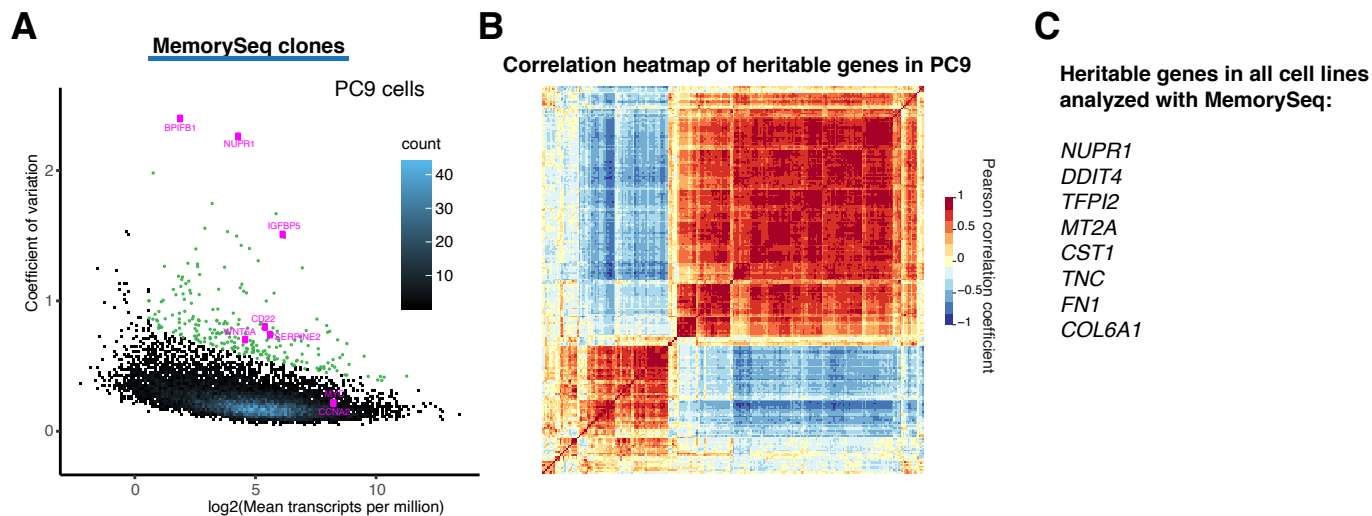 A
MemorySeq clones
PC9 cells
BPIFB1
NUPR1
IGFBP5
CD22
WNT5A
SERPINE2
CCNA2
count
40
30
20
10
2
1
0
Coefficient of variation
0
5
10
log2(Mean transcripts per million)
B
Correlation heatmap of heritable genes in PC9
1
0.5
0
−0.5
−1
Pearson correlation coefficient
C
Heritable genes in all cell lines
analyzed with MemorySeq:
NUPR1
DDIT4
TFPI2
MT2A
CST1
TNC
FN1
COL6A1